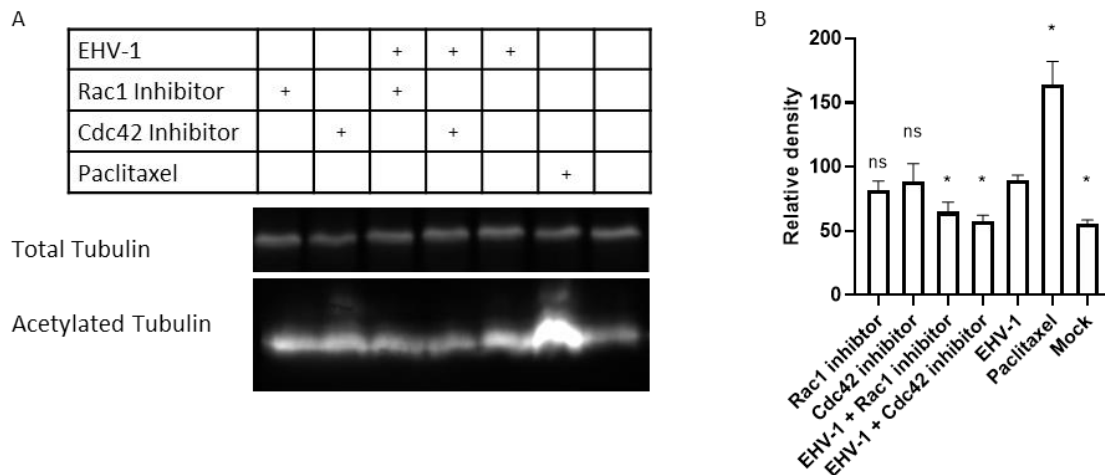 A
EHV-1 + + +
Rac1 Inhibitor + +
Cdc42 Inhibitor + +
Paclitaxel +
Total Tubulin
Acetylated Tubulin
B
Relative density
200
150
100
50
0
ns
ns
*
*
*
*
Rac1 inhibtor
Cdc42 inhibitor
EHV-1 + Rac1 inhibitor
EHV-1 + Cdc42 inhibitor
EHV-1
Paclitaxel
Mock